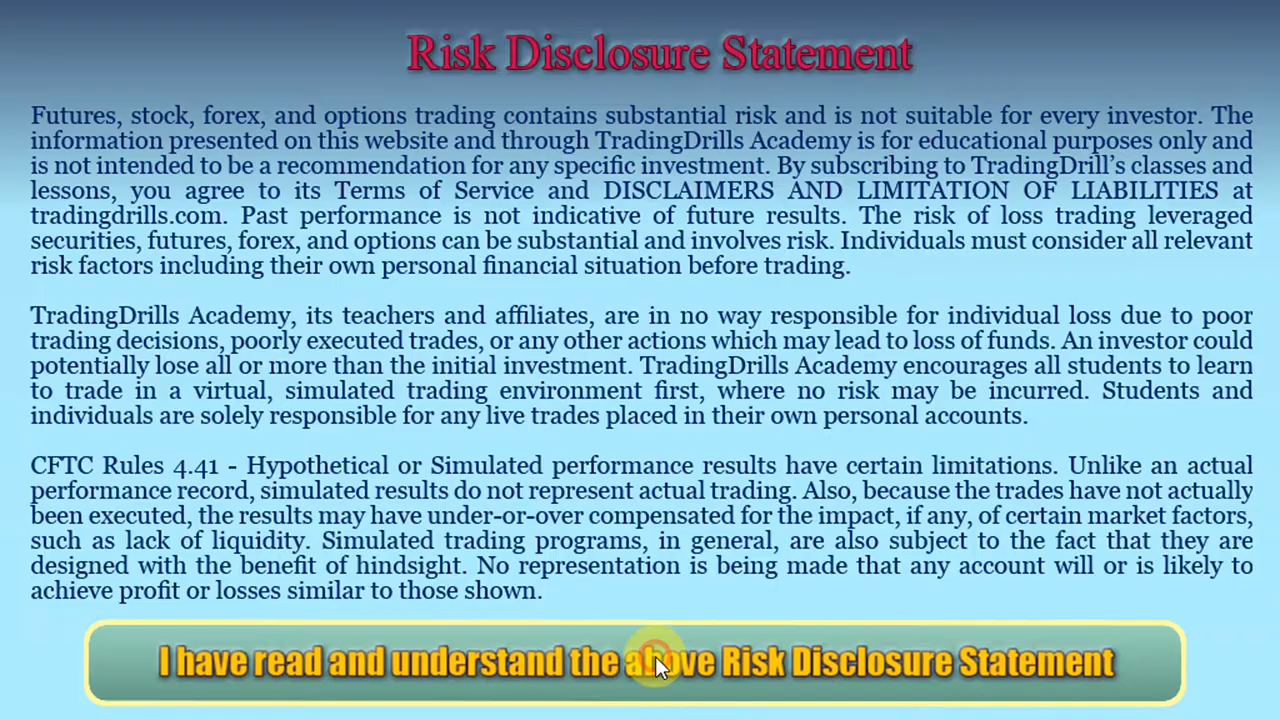 Risk Disclosure Statement
Futures, stock, forex, and options trading contains substantial risk and is not suitable for every investor. The
information presented on this website and through TradingDrills Academy is for educational purposes only and
is not intended to be a recommendation for any specific investment. By subscribing to TradingDrill's classes and
lessons, you agree to its Terms of Service and DISCLAIMERS AND LIMITATION OF LIABILITIES at
tradingdrills.com. Past performance is not indicative of future results. The risk of loss trading leveraged
securities, futures, forex, and options can be substantial and involves risk. Individuals must consider all relevant
risk factors including their own personal financial situation before trading.
TradingDrills Academy, its teachers and affiliates, are in no way responsible for individual loss due to poor
trading decisions, poorly executed trades, or any other actions which may lead to loss of funds. An investor could
potentially lose all or more than the initial investment. TradingDrills Academy encourages all students to learn
to trade in a virtual, simulated trading environment first, where no risk may be incurred. Students and
individuals are solely responsible for any live trades placed in their own personal accounts.
CFTC Rules 4.41 - Hypothetical or Simulated performance results have certain limitations. Unlike an actual
performance record, simulated results do not represent actual trading. Also, because the trades have not actually
been executed, the results may have under-or-over compensated for the impact, if any, of certain market factors,
such as lack of liquidity. Simulated trading programs, in general, are also subject to the fact that they are
designed with the benefit of hindsight. No representation is being made that any account will or is likely to
achieve profit or losses similar to those shown.
I have read and understand the above Risk Disclosure Statement